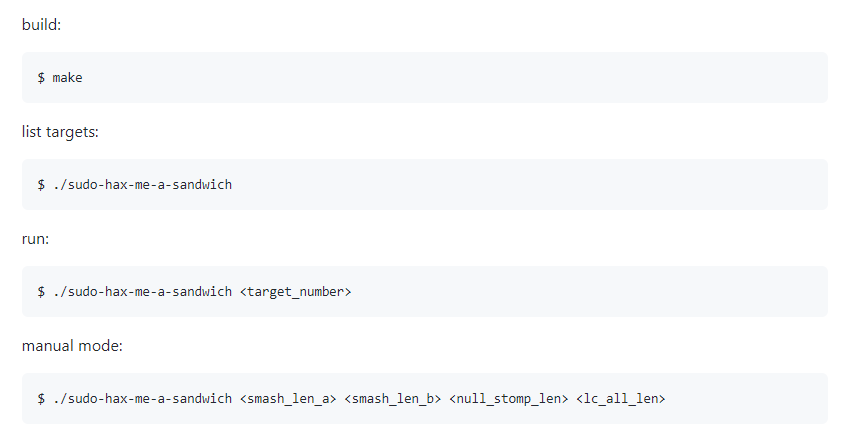 build:
$ make
list targets:
$ ./sudo-hax-me-a-sandwich
run:
$ ./sudo-hax-me-a-sandwich <target_number>
manual mode:
$ ./sudo-hax-me-a-sandwich <smash_len_a> <smash_len_b> <null_stomp_len> <lc_all_len>